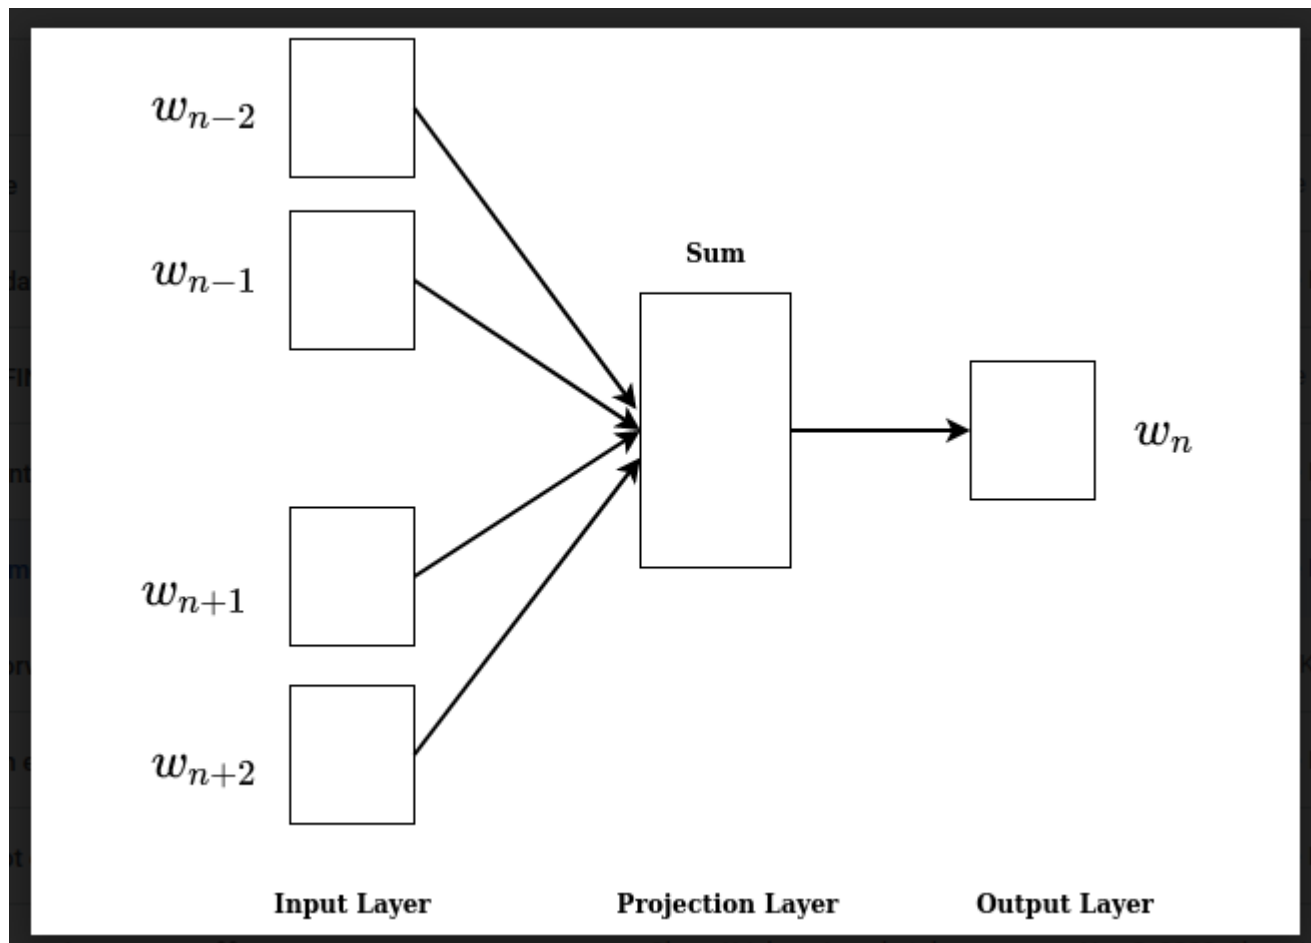 w_{n-2}
w_{n-1}
Sum
w_n
w_{n+1}
w_{n+2}
Input Layer
Projection Layer
Output Layer